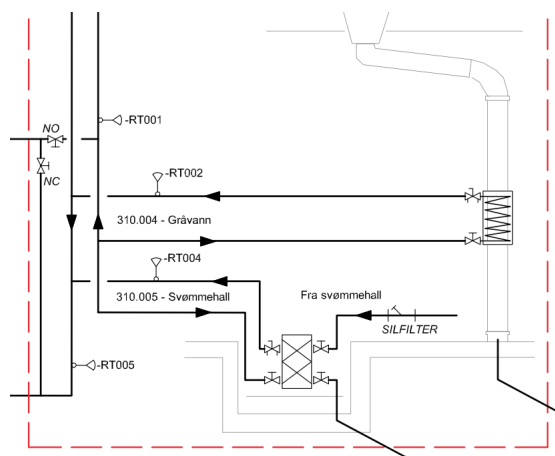 -RT001
NO
NC
-RT002
310.004 - Gråvann
-RT004
310.005 - Svømmehall
Fra svømmehall
SILFILTER
-RT005